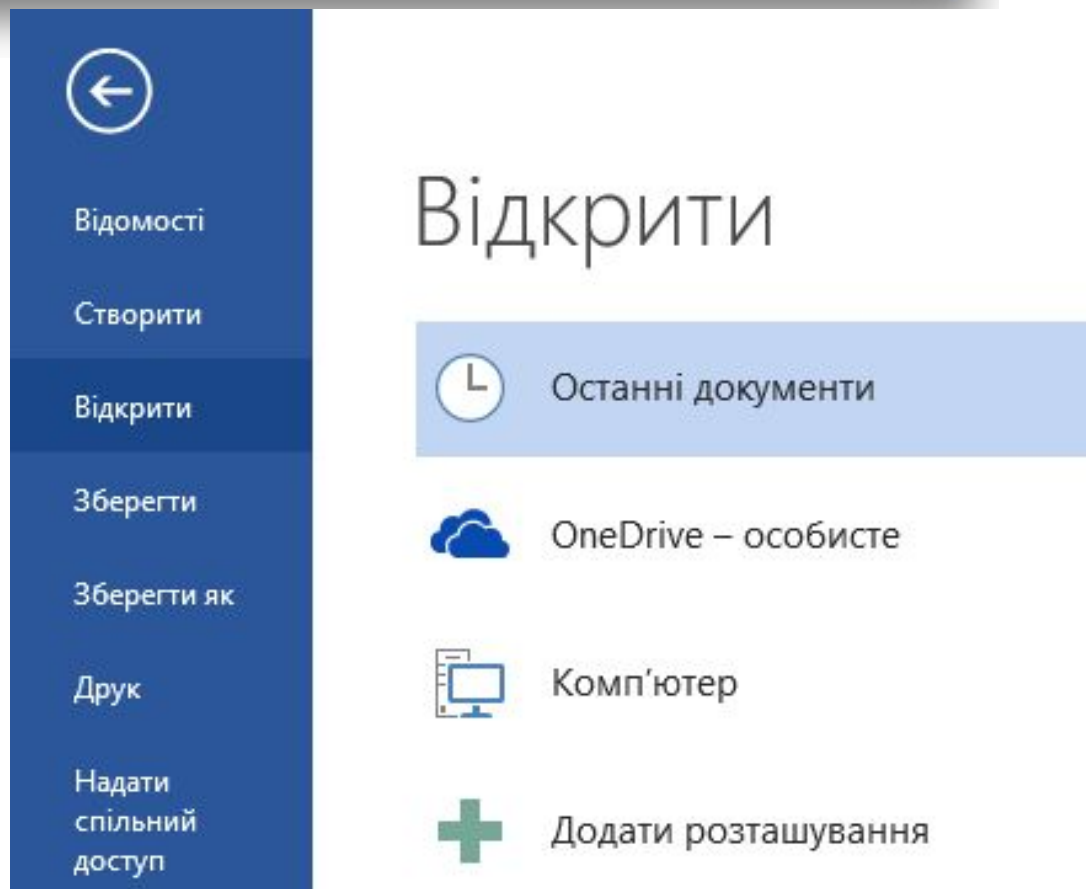 Відомості
Створити
Відкрити
Зберегти
Зберегти як
Друк
Надати
спільний
доступ
Відкрити
Останні документи
OneDrive – особисте
Комп'ютер
Додати розташування